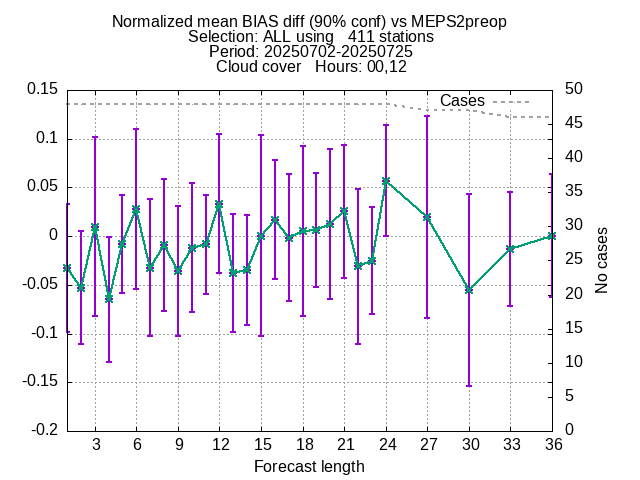 Normalized mean BIAS diff (90% conf) vs MEPS2preop
Selection: ALL using   411 stations
Period: 20250702-20250725
Cloud cover   Hours: 00,12
0.15
0.1
0.05
0
-0.05
-0.1
-0.15
-0.2
Cases
50
45
40
35
30
25
20
15
10
5
0
No cases
3 6 9 12 15 18 21 24 27 30 33 36
Forecast length